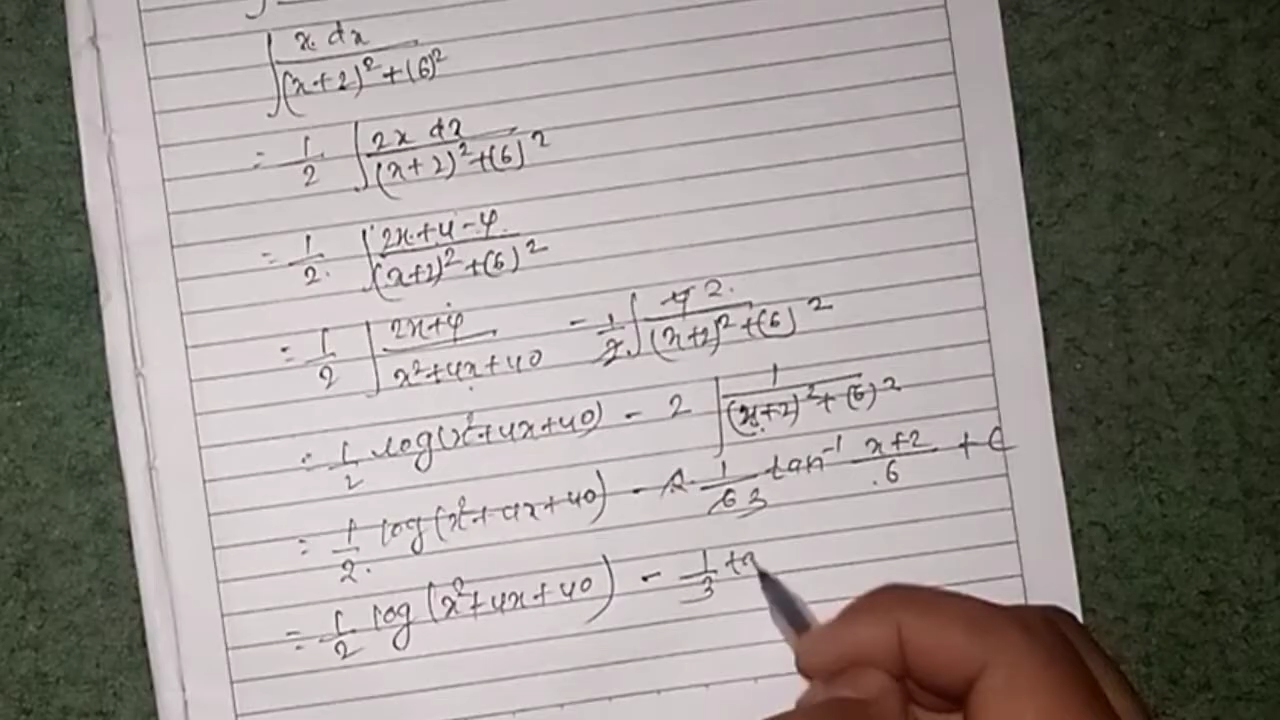 ∫ x dx / (x+2)² + (6)²
= 1/2 ∫ 2x dx / (x+2)² + (6)²
= 1/2 ∫ 2x+4-4 / (x+2)² + (6)²
= 1/2 ∫ 2x+4 / x²+4x+40 - 1/2 ∫ 4 2 / (x+2)² + (6)²
= 1/2 log(x²+4x+40) - 2 ∫ 1 / (x+2)² + (6)²
= 1/2 log(x²+4x+40) - 2 · 1/6 3 tan⁻¹ x+2 / 6 + C
= 1/2 log(x²+4x+40) - 1/3 ta